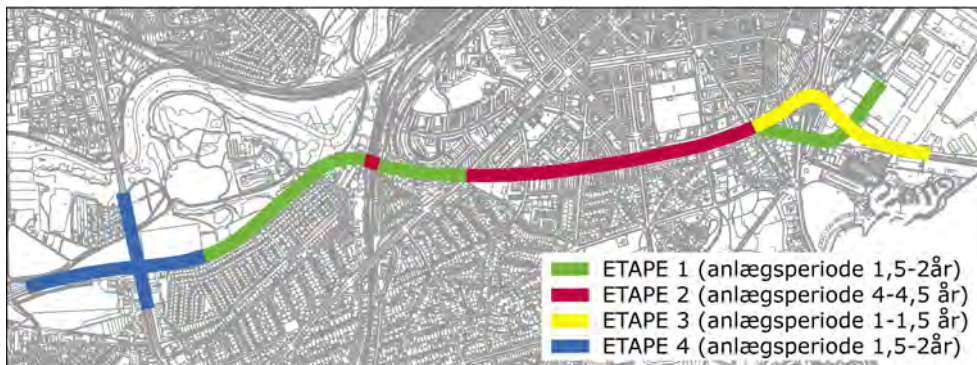 ETAPE 1 (anlægsperiode 1,5-2år)
ETAPE 2 (anlægsperiode 4-4,5 år)
ETAPE 3 (anlægsperiode 1-1,5 år)
ETAPE 4 (anlægsperiode 1,5-2år)